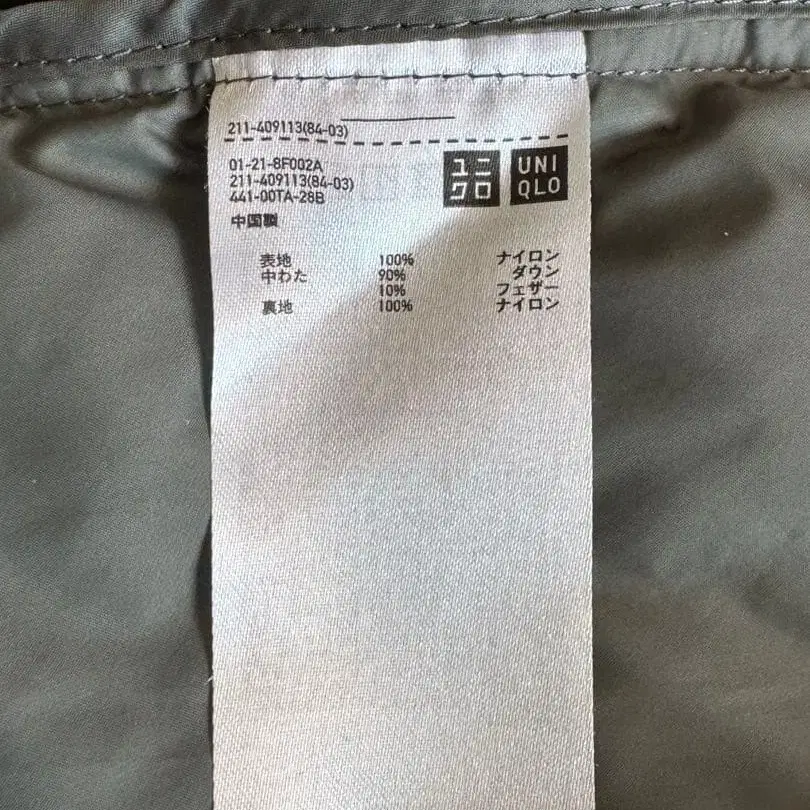 211-409113(84-03)
01-21-8F002A
211-409113(84-03)
441-00TA-28B
ユニクロ
UNIQLO
中国製
表地 100% ナイロン
中わた 90% ダウン
10% フェザー
裏地 100% ナイロン